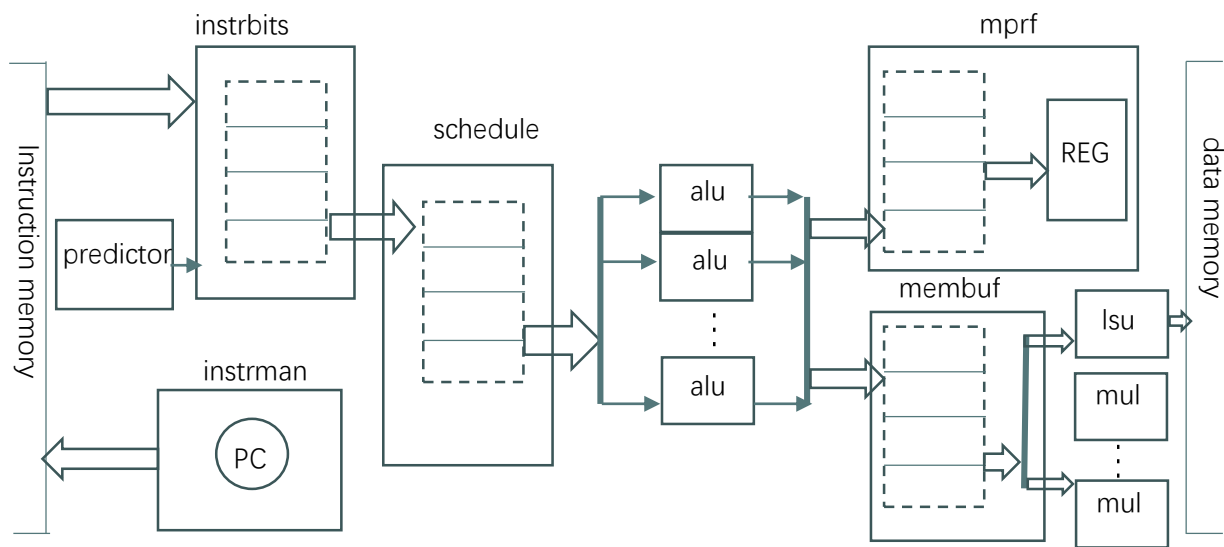 instrbits
mprf
Instruction memory
schedule
predictor
alu
alu
alu
REG
data memory
membuf
lsu
mul
mul
instrman
PC